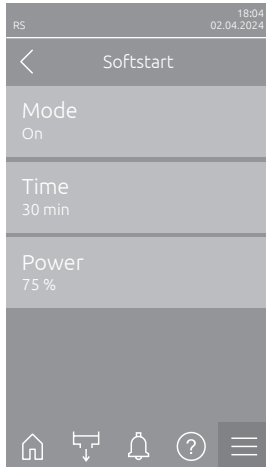 18:04
RS 02.04.2024
Softstart
Mode
On
Time
30 min
Power
75 %
?